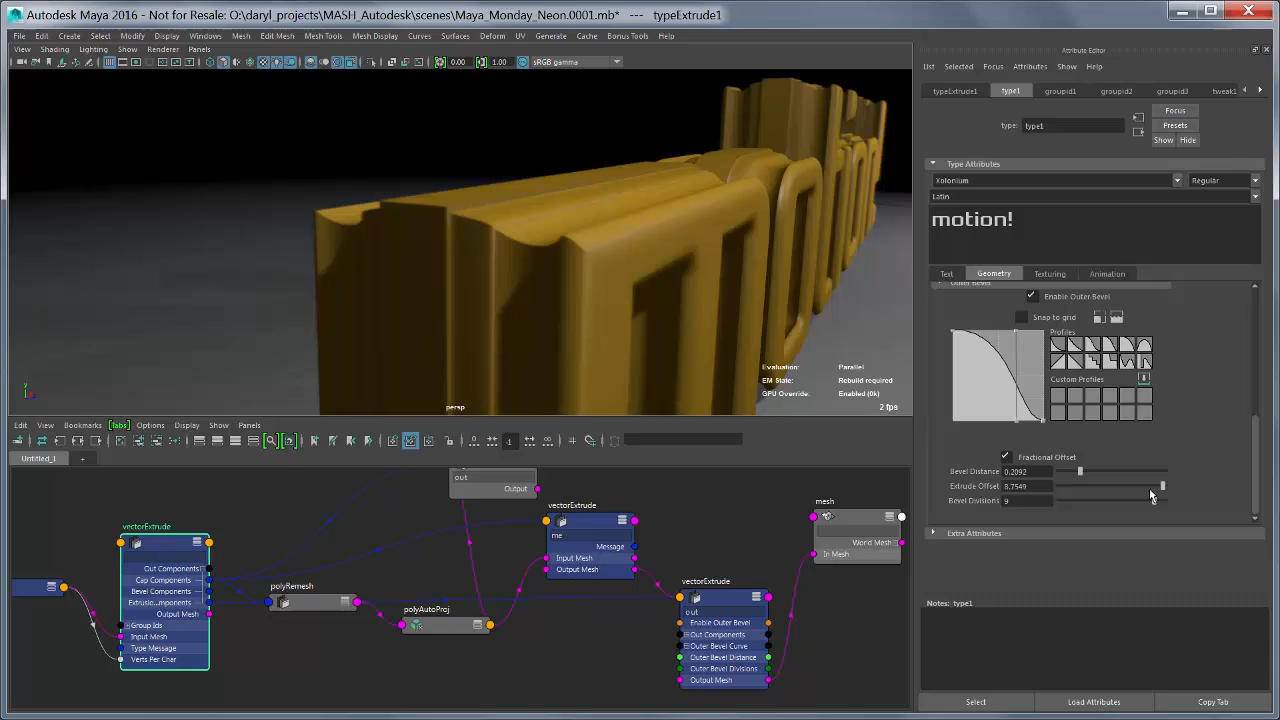 Autodesk Maya 2016 - Not for Resale: O:\daryl_projects\MASH_Autodesk\scenes\Maya_Monday_Neon.0001.mb* --- typeExtrude1
File Edit Create Select Modify Display Windows Mesh Edit Mesh Mesh Tools Mesh Display Curves Surfaces Deform UV Generate Cache Bonus Tools Help
View Shading Lighting Show Renderer Panels
0.00 1.00 sRGB gamma
Evaluation: Parallel
EM State: Rebuild required
GPU Override: Enabled (0k)
2 fps
persp
Edit View Bookmarks [Tabs] Options Display Show Panels
Untitled_1 +
out
Output
vectorExtrude
Out Components
Cap Components
Bevel Components
Extrusio...mponents
Output Mesh
Group Ids
Input Mesh
Type Message
Verts Per Char
polyRemesh
polyAutoProj
vectorExtrude
me
Message
Input Mesh
Output Mesh
vectorExtrude
out
Enable Outer Bevel
Out Components
Outer Bevel Curve
Outer Bevel Distance
Outer Bevel Divisions
Output Mesh
mesh
World Mesh
In Mesh
Attribute Editor
List Selected Focus Attributes Show Help
typeExtrude1 type1 groupid1 groupid2 groupid3 tweak1
type: type1
Focus
Presets
Show Hide
Type Attributes
Xolonium Regular
Latin
motion!
Text Geometry Texturing Animation
Outer Bevel
Enable Outer Bevel
Snap to grid
Profiles
Custom Profiles
Fractional Offset
Bevel Distance 0.2092
Extrude Offset 8.7549
Bevel Divisions 9
Extra Attributes
Notes: type1
Select Load Attributes Copy Tab